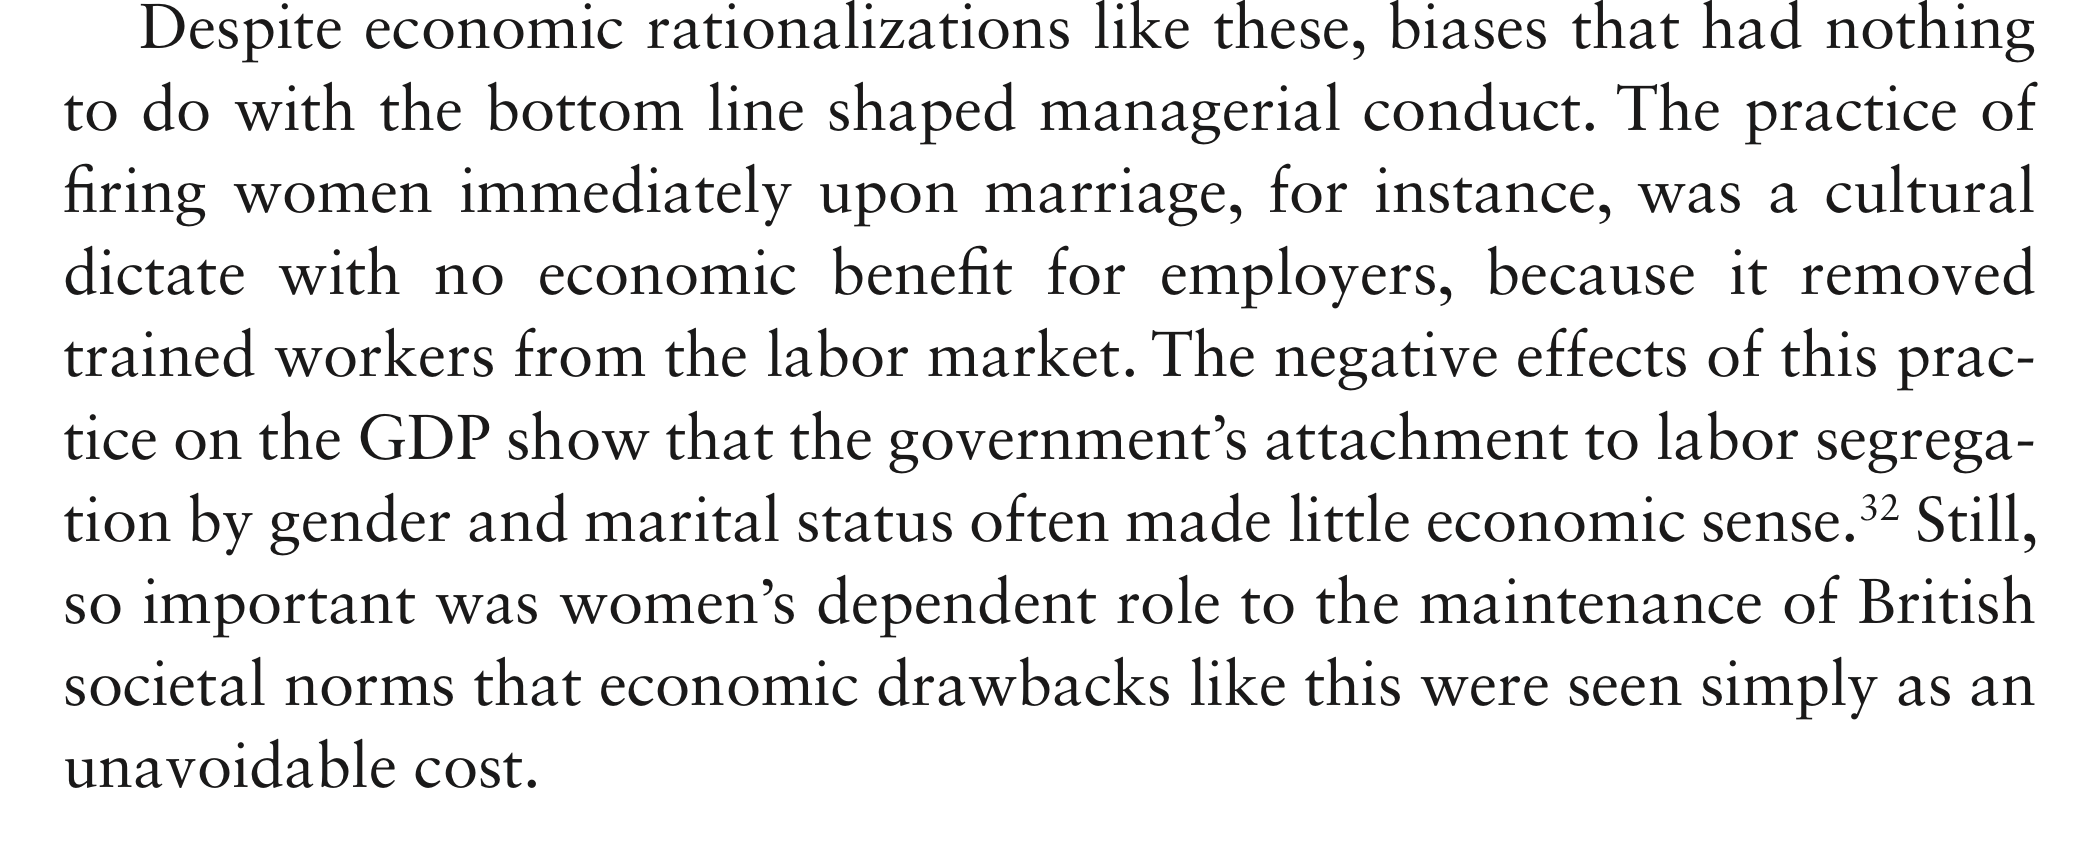 Despite economic rationalizations like these, biases that had nothing
to do with the bottom line shaped managerial conduct. The practice of
firing women immediately upon marriage, for instance, was a cultural
dictate with no economic benefit for employers, because it removed
trained workers from the labor market. The negative effects of this prac-
tice on the GDP show that the government’s attachment to labor segrega-
tion by gender and marital status often made little economic sense.³² Still,
so important was women’s dependent role to the maintenance of British
societal norms that economic drawbacks like this were seen simply as an
unavoidable cost.